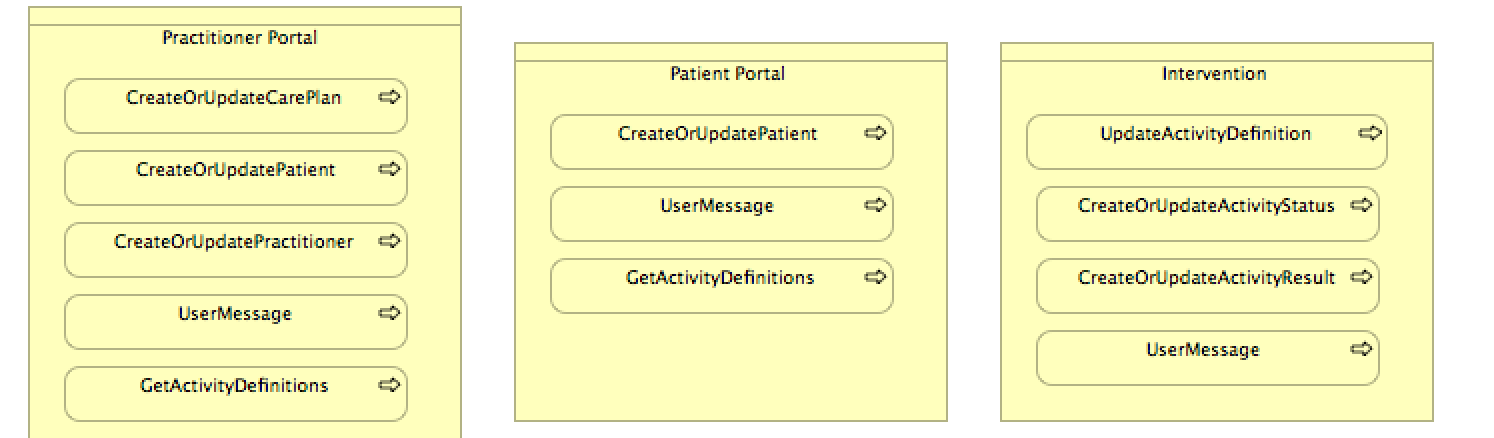 Practitioner Portal
CreateOrUpdateCarePlan
CreateOrUpdatePatient
CreateOrUpdatePractitioner
UserMessage
GetActivityDefinitions
Patient Portal
CreateOrUpdatePatient
UserMessage
GetActivityDefinitions
Intervention
UpdateActivityDefinition
CreateOrUpdateActivityStatus
CreateOrUpdateActivityResult
UserMessage